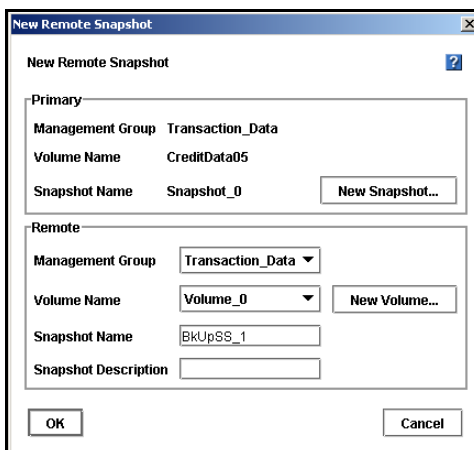 New Remote Snapshot
New Remote Snapshot ?
Primary
Management Group Transaction_Data
Volume Name CreditData05
Snapshot Name Snapshot_0 New Snapshot...
Remote
Management Group Transaction_Data
Volume Name Volume_0 New Volume...
Snapshot Name BkUpSS_1
Snapshot Description
OK Cancel